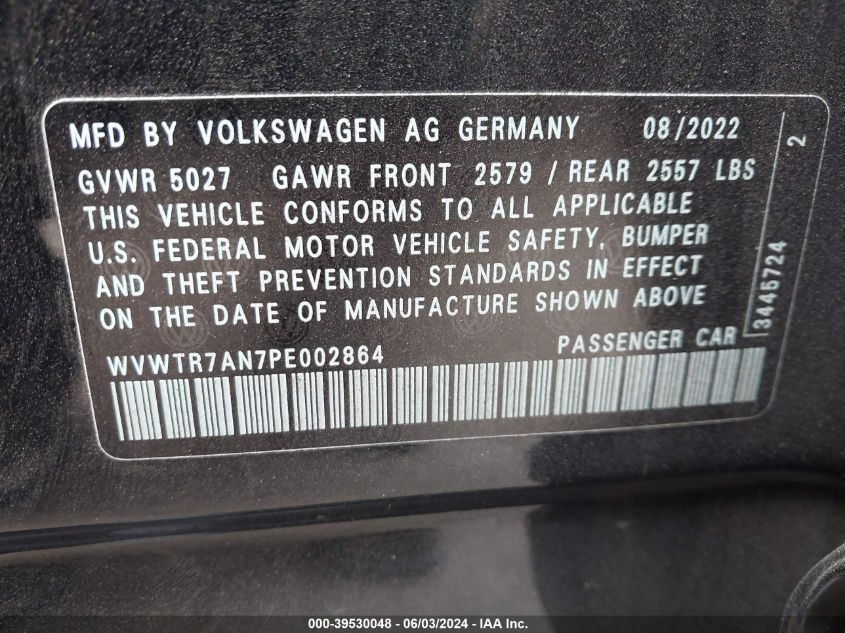 MFD BY VOLKSWAGEN AG GERMANY 08/2022
GVWR 5027 GAWR FRONT 2579 / REAR 2557 LBS
THIS VEHICLE CONFORMS TO ALL APPLICABLE
U.S. FEDERAL MOTOR VEHICLE SAFETY, BUMPER
AND THEFT PREVENTION STANDARDS IN EFFECT
ON THE DATE OF MANUFACTURE SHOWN ABOVE
WVWTR7AN7PE002864 PASSENGER CAR
3445724 2
000-39530048 - 06/03/2024 - IAA Inc.